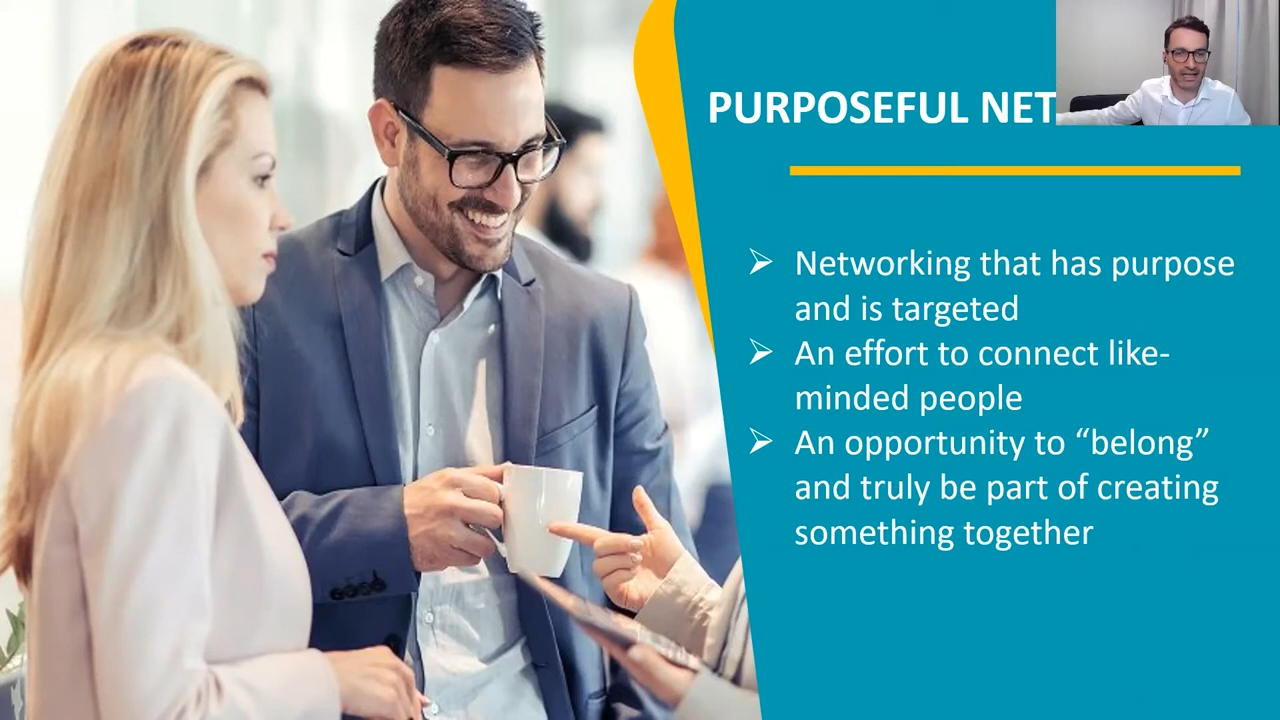 PURPOSEFUL NET
➢ Networking that has purpose
and is targeted
➢ An effort to connect like-
minded people
➢ An opportunity to “belong”
and truly be part of creating
something together